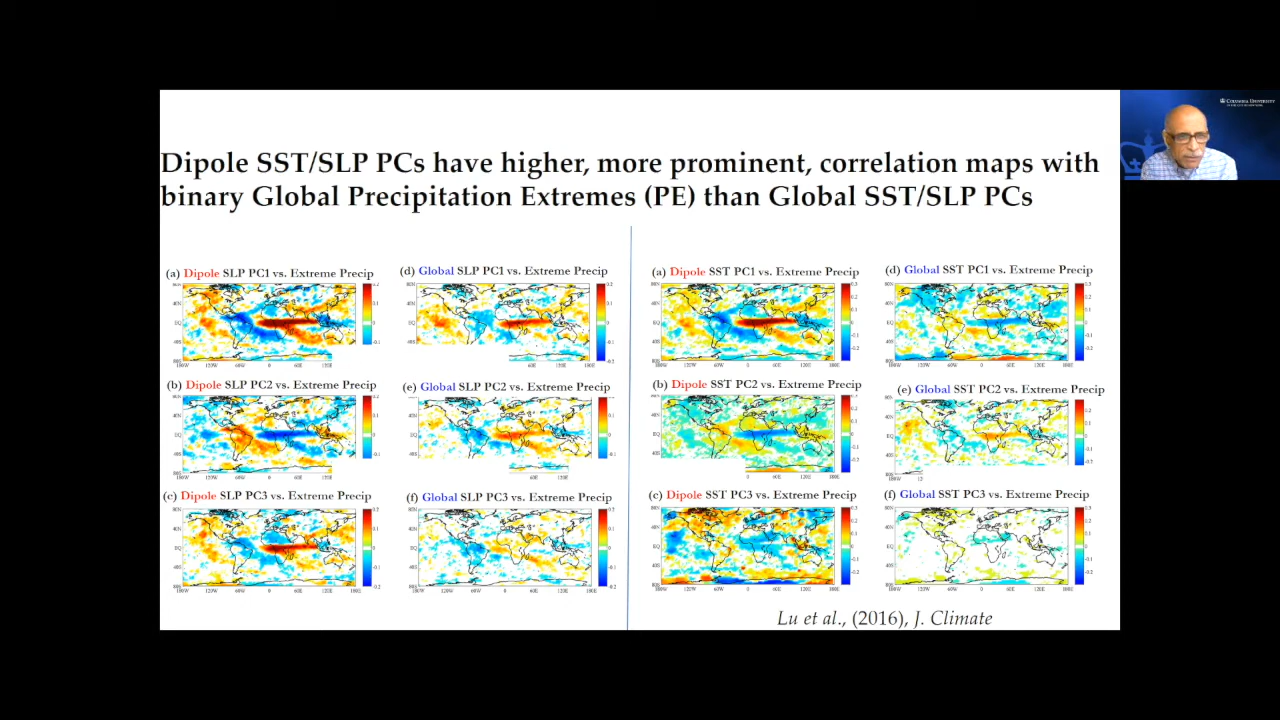 COLUMBIA UNIVERSITY
Dipole SST/SLP PCs have higher, more prominent, correlation maps with
binary Global Precipitation Extremes (PE) than Global SST/SLP PCs
(a) Dipole SLP PC1 vs. Extreme Precip
(d) Global SLP PC1 vs. Extreme Precip
(b) Dipole SLP PC2 vs. Extreme Precip
(e) Global SLP PC2 vs. Extreme Precip
(c) Dipole SLP PC3 vs. Extreme Precip
(f) Global SLP PC3 vs. Extreme Precip
(a) Dipole SST PC1 vs. Extreme Precip
(d) Global SST PC1 vs. Extreme Precip
(b) Dipole SST PC2 vs. Extreme Precip
(e) Global SST PC2 vs. Extreme Precip
(c) Dipole SST PC3 vs. Extreme Precip
(f) Global SST PC3 vs. Extreme Precip
Lu et al., (2016), J. Climate